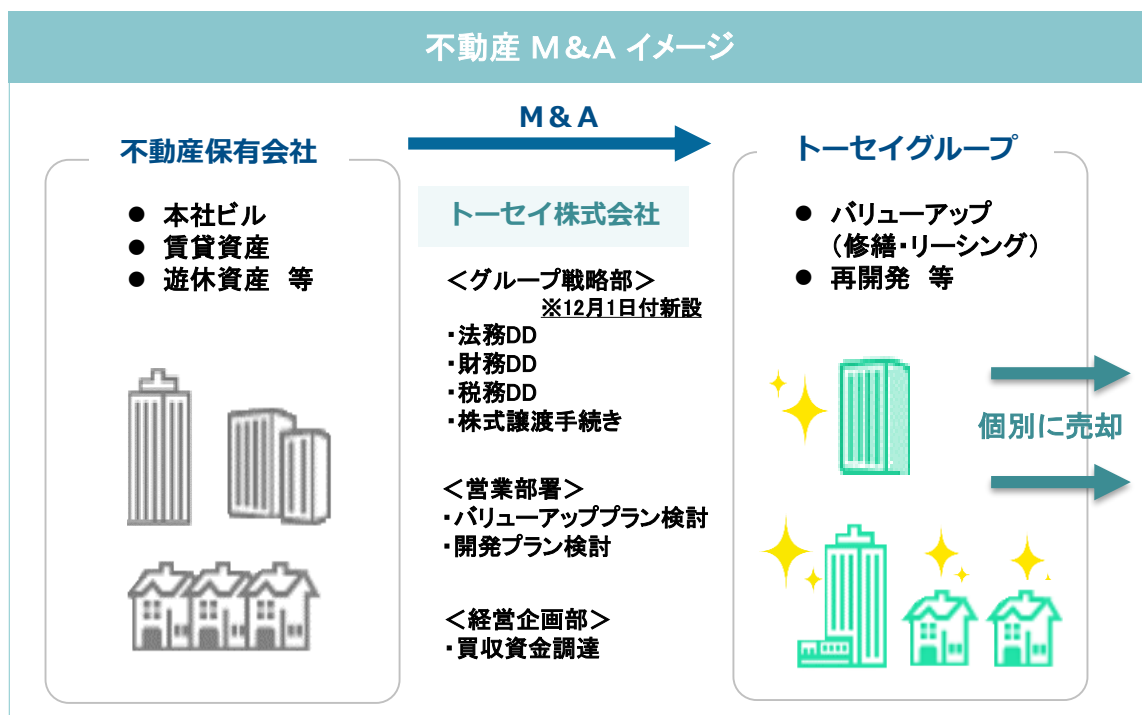 不動産 M&A イメージ
M&A
不動産保有会社
● 本社ビル
● 賃貸資産
● 遊休資産 等
トーセイ株式会社
＜グループ戦略部＞
※12月1日付新設
・法務DD
・財務DD
・税務DD
・株式譲渡手続き
＜営業部署＞
・バリューアッププラン検討
・開発プラン検討
＜経営企画部＞
・買収資金調達
トーセイグループ
● バリューアップ
（修繕・リーシング）
● 再開発 等
個別に売却